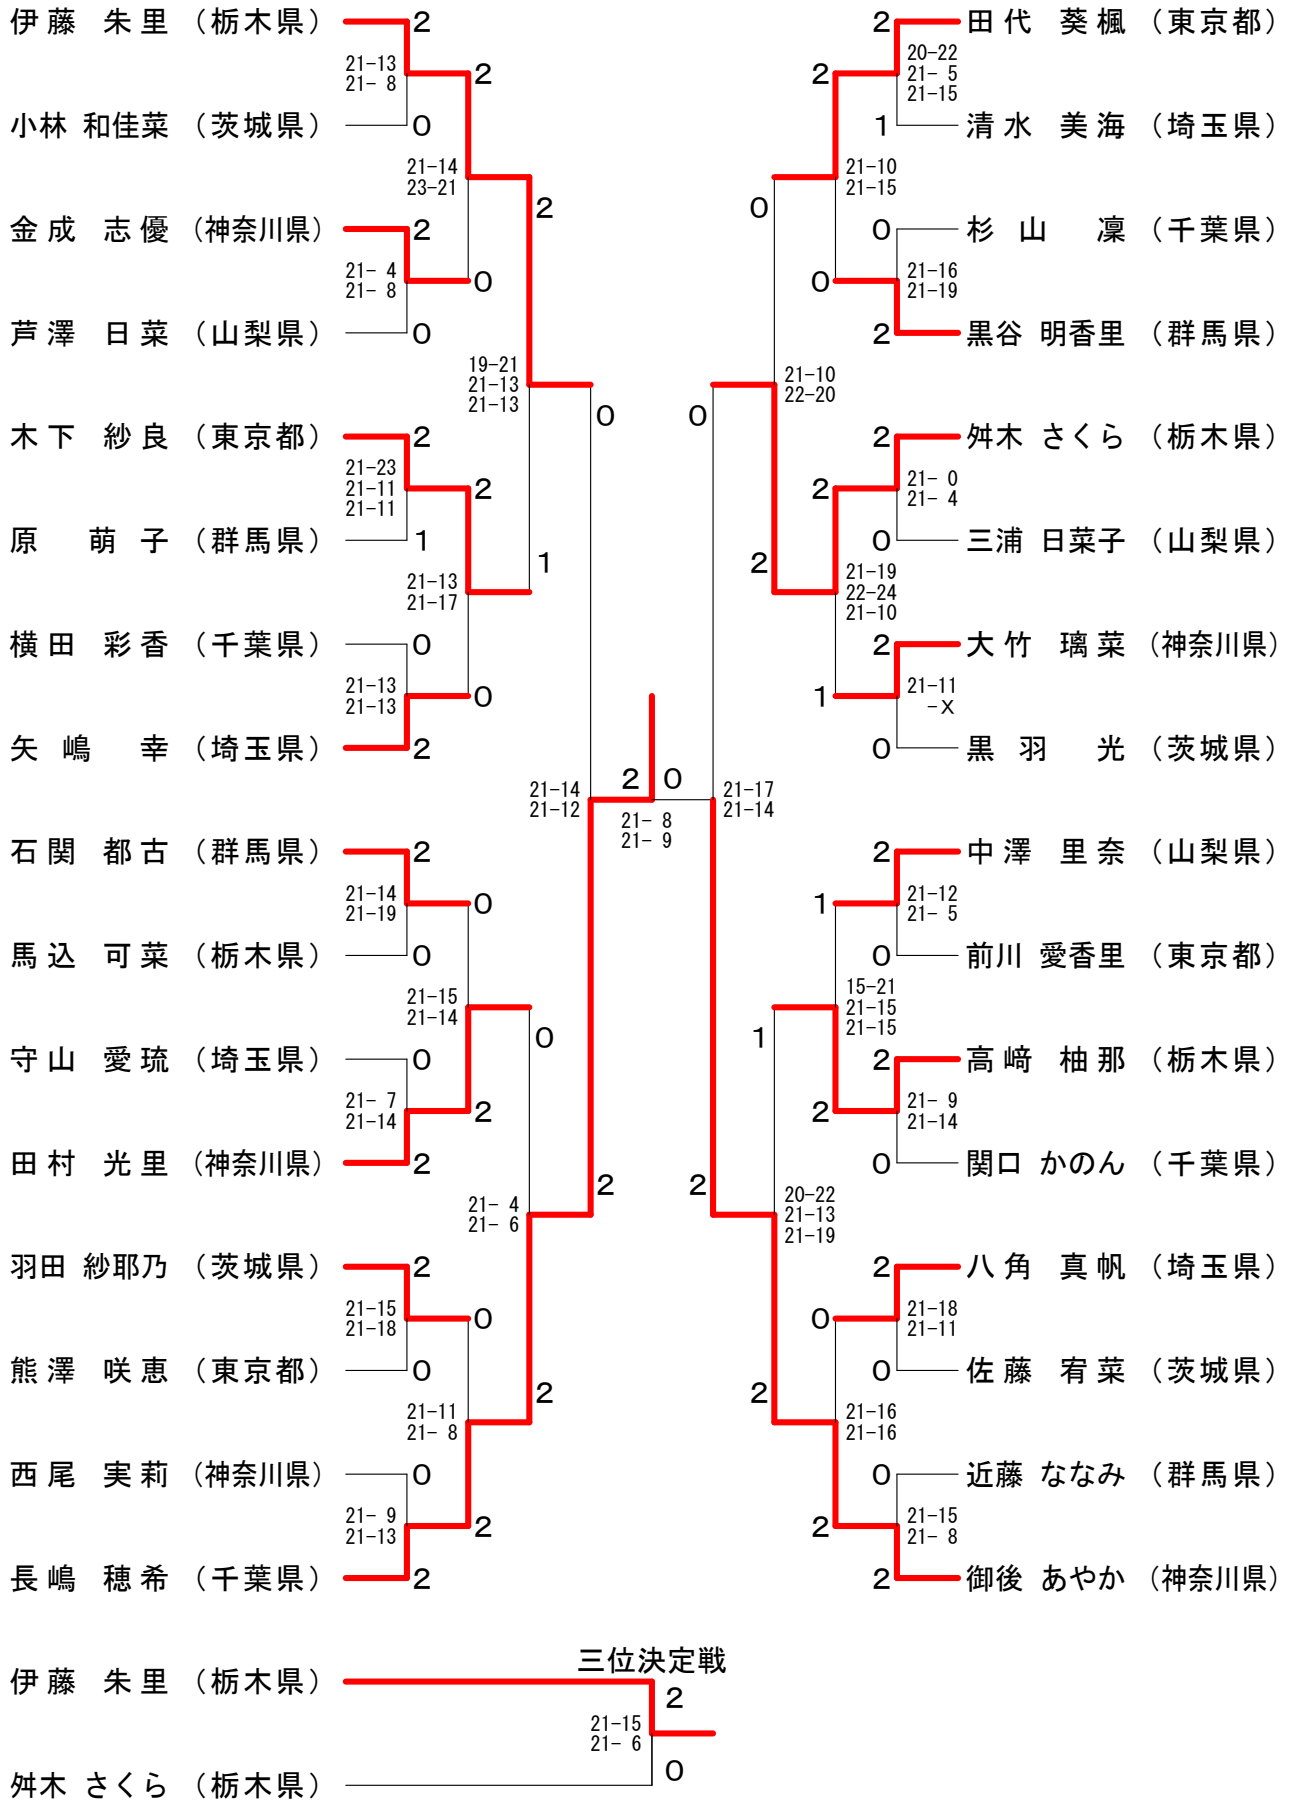 伊藤 朱里 (栃木県) 2
21-13
21- 8
2
小林 和佳菜 (茨城県) 0
21-14
23-21
2
金成 志優 (神奈川県) 2
21- 4
21- 8
0
芦澤 日菜 (山梨県) 0
19-21
21-13
21-13
0
木下 紗良 (東京都) 2
21-23
21-11
21-11
2
原 萌子 (群馬県) 1
21-13
21-17
1
横田 彩香 (千葉県) 0
21-13
21-13
0
矢嶋 幸 (埼玉県) 2
21-14
21-12
石関 都古 (群馬県) 2
21-14
21-19
0
馬込 可菜 (栃木県) 0
21-15
21-14
0
守山 愛琉 (埼玉県) 0
21- 7
21-14
2
田村 光里 (神奈川県) 2
21- 4
21- 6
2
羽田 紗耶乃 (茨城県) 2
21-15
21-18
0
熊澤 咲恵 (東京都) 0
21-11
21- 8
2
西尾 実莉 (神奈川県) 0
21- 9
21-13
2
長嶋 穂希 (千葉県) 2
2 0
21- 8
21- 9
2 田代 葵楓 (東京都)
20-22
21- 5
21-15
2
1 清水 美海 (埼玉県)
21-10
21-15
0
0 杉山 凜 (千葉県)
21-16
21-19
0
2 黒谷 明香里 (群馬県)
21-10
22-20
0
2 舛木 さくら (栃木県)
21- 0
21- 4
2
0 三浦 日菜子 (山梨県)
21-19
22-24
21-10
2
2 大竹 璃菜 (神奈川県)
21-11
-X
1
0 黒羽 光 (茨城県)
21-17
21-14
2 中澤 里奈 (山梨県)
21-12
21- 5
1
0 前川 愛香里 (東京都)
15-21
21-15
21-15
1
2 高﨑 柚那 (栃木県)
21- 9
21-14
2
0 関口 かのん (千葉県)
20-22
21-13
21-19
2
2 八角 真帆 (埼玉県)
21-18
21-11
0
0 佐藤 宥菜 (茨城県)
21-16
21-16
2
0 近藤 ななみ (群馬県)
21-15
21- 8
2
2 御後 あやか (神奈川県)
三位決定戦
伊藤 朱里 (栃木県) 2
21-15
21- 6
舛木 さくら (栃木県) 0